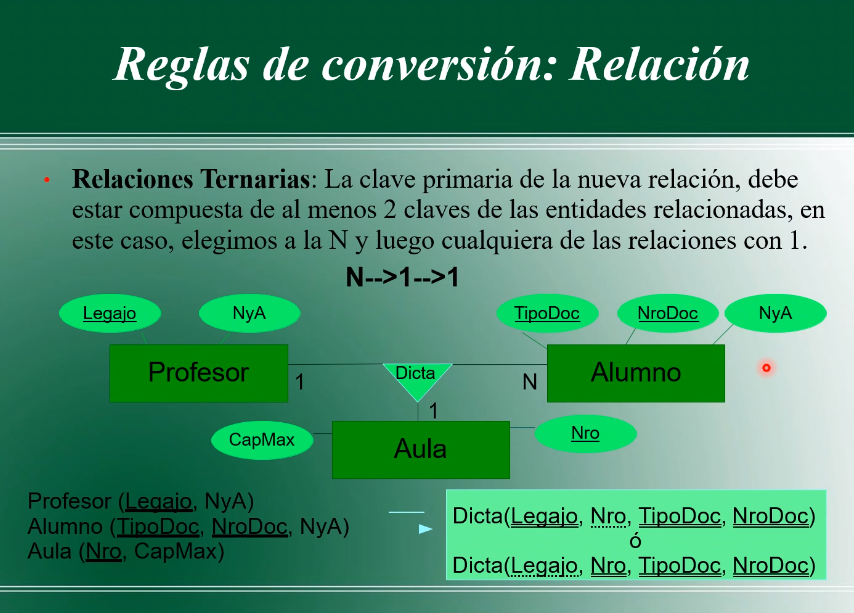 Reglas de conversión: Relación
• Relaciones Ternarias: La clave primaria de la nueva relación, debe
estar compuesta de al menos 2 claves de las entidades relacionadas, en
este caso, elegimos a la N y luego cualquiera de las relaciones con 1.
N-->1-->1
Legajo NyA TipoDoc NroDoc NyA
Profesor 1 Dicta N Alumno
1
CapMax Aula Nro
Profesor (Legajo, NyA)
Alumno (TipoDoc, NroDoc, NyA)
Aula (Nro, CapMax)
Dicta(Legajo, Nro, TipoDoc, NroDoc)
ó
Dicta(Legajo, Nro, TipoDoc, NroDoc)